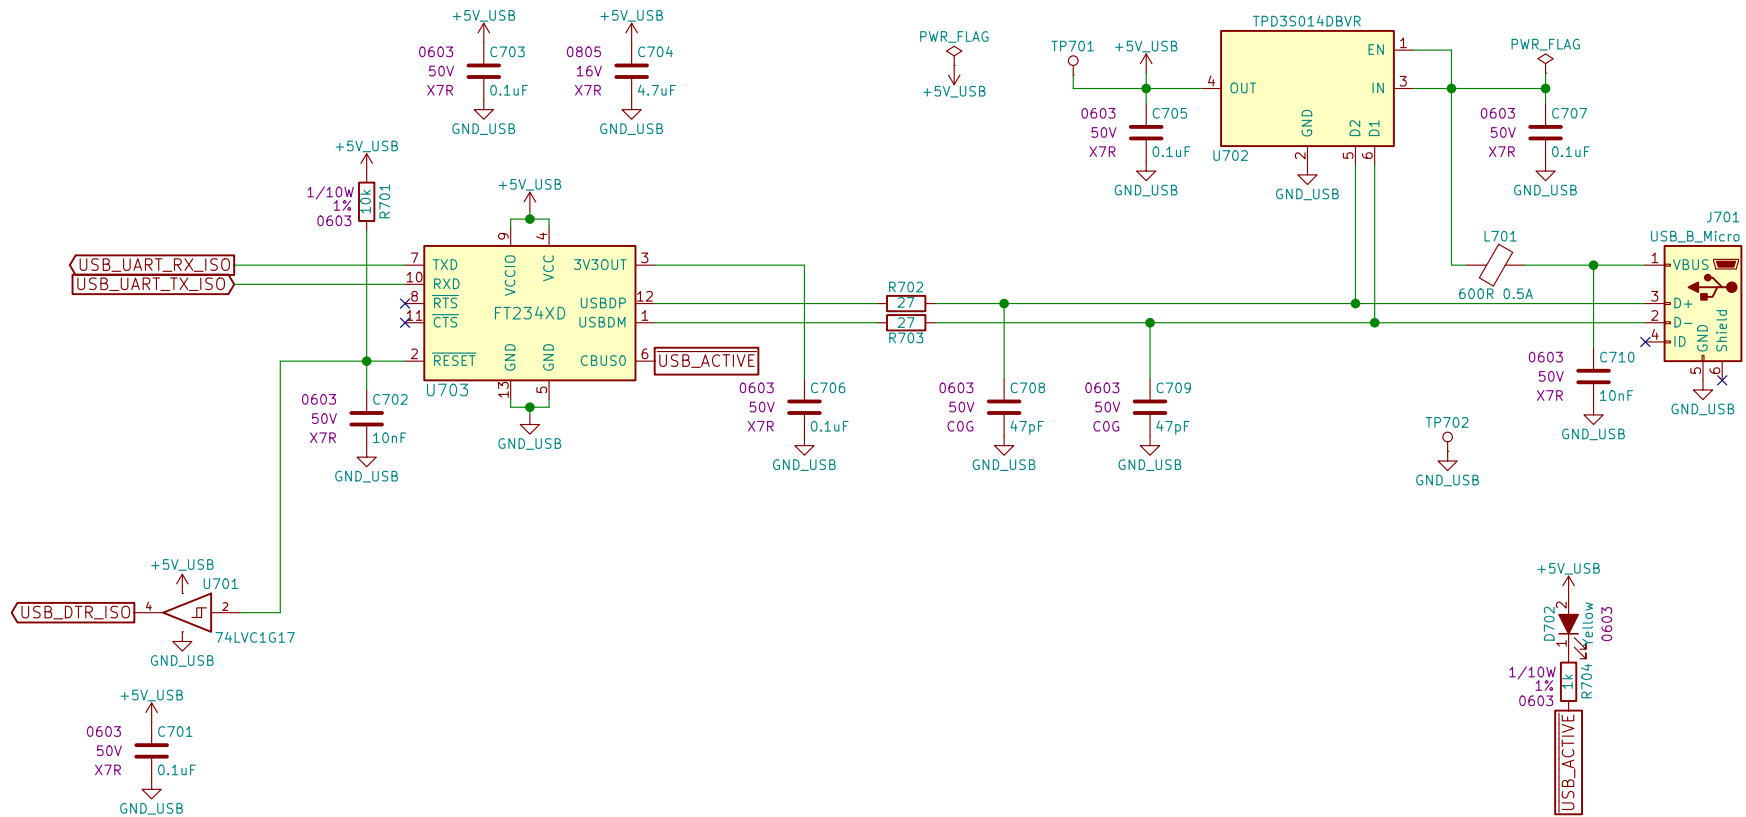 +5V_USB
0603 C703
50V
X7R 0.1uF
GND_USB
+5V_USB
0805 C704
16V
X7R 4.7uF
GND_USB
PWR_FLAG
+5V_USB
TP701
+5V_USB
0603 C705
50V
X7R 0.1uF
GND_USB
TPD3S014DBVR
EN 1
4 OUT
IN 3
GND
D2
D1
2
5
6
U702
GND_USB
PWR_FLAG
0603 C707
50V
X7R 0.1uF
GND_USB
+5V_USB
1/10W
1%
0603
10k
R701
USB_UART_RX_ISO
USB_UART_TX_ISO
+5V_USB
9
4
7 TXD
10 RXD
8 RTS
11 CTS
2 RESET
VCCIO
VCC
FT234XD
3V3OUT 3
USBDP 12
USBDM 1
CBUS0 6
GND
GND
13
5
U703
GND_USB
USB_ACTIVE
0603 C702
50V
X7R 10nF
GND_USB
0603 C706
50V
X7R 0.1uF
GND_USB
R702
27
27
R703
0603 C708
50V
C0G 47pF
GND_USB
0603 C709
50V
C0G 47pF
GND_USB
L701
600R 0.5A
J701
USB_B_Micro
1 VBUS
3 D+
2 D-
4 ID
GND
Shield
5
6
GND_USB
0603 C710
50V
X7R 10nF
GND_USB
TP702
GND_USB
+5V_USB
U701
USB_DTR_ISO
4
2
74LVC1G17
GND_USB
+5V_USB
0603 C701
50V
X7R 0.1uF
GND_USB
+5V_USB
2
D702
Yellow
0603
1
1/10W
1%
0603
1k
R704
USB_ACTIVE